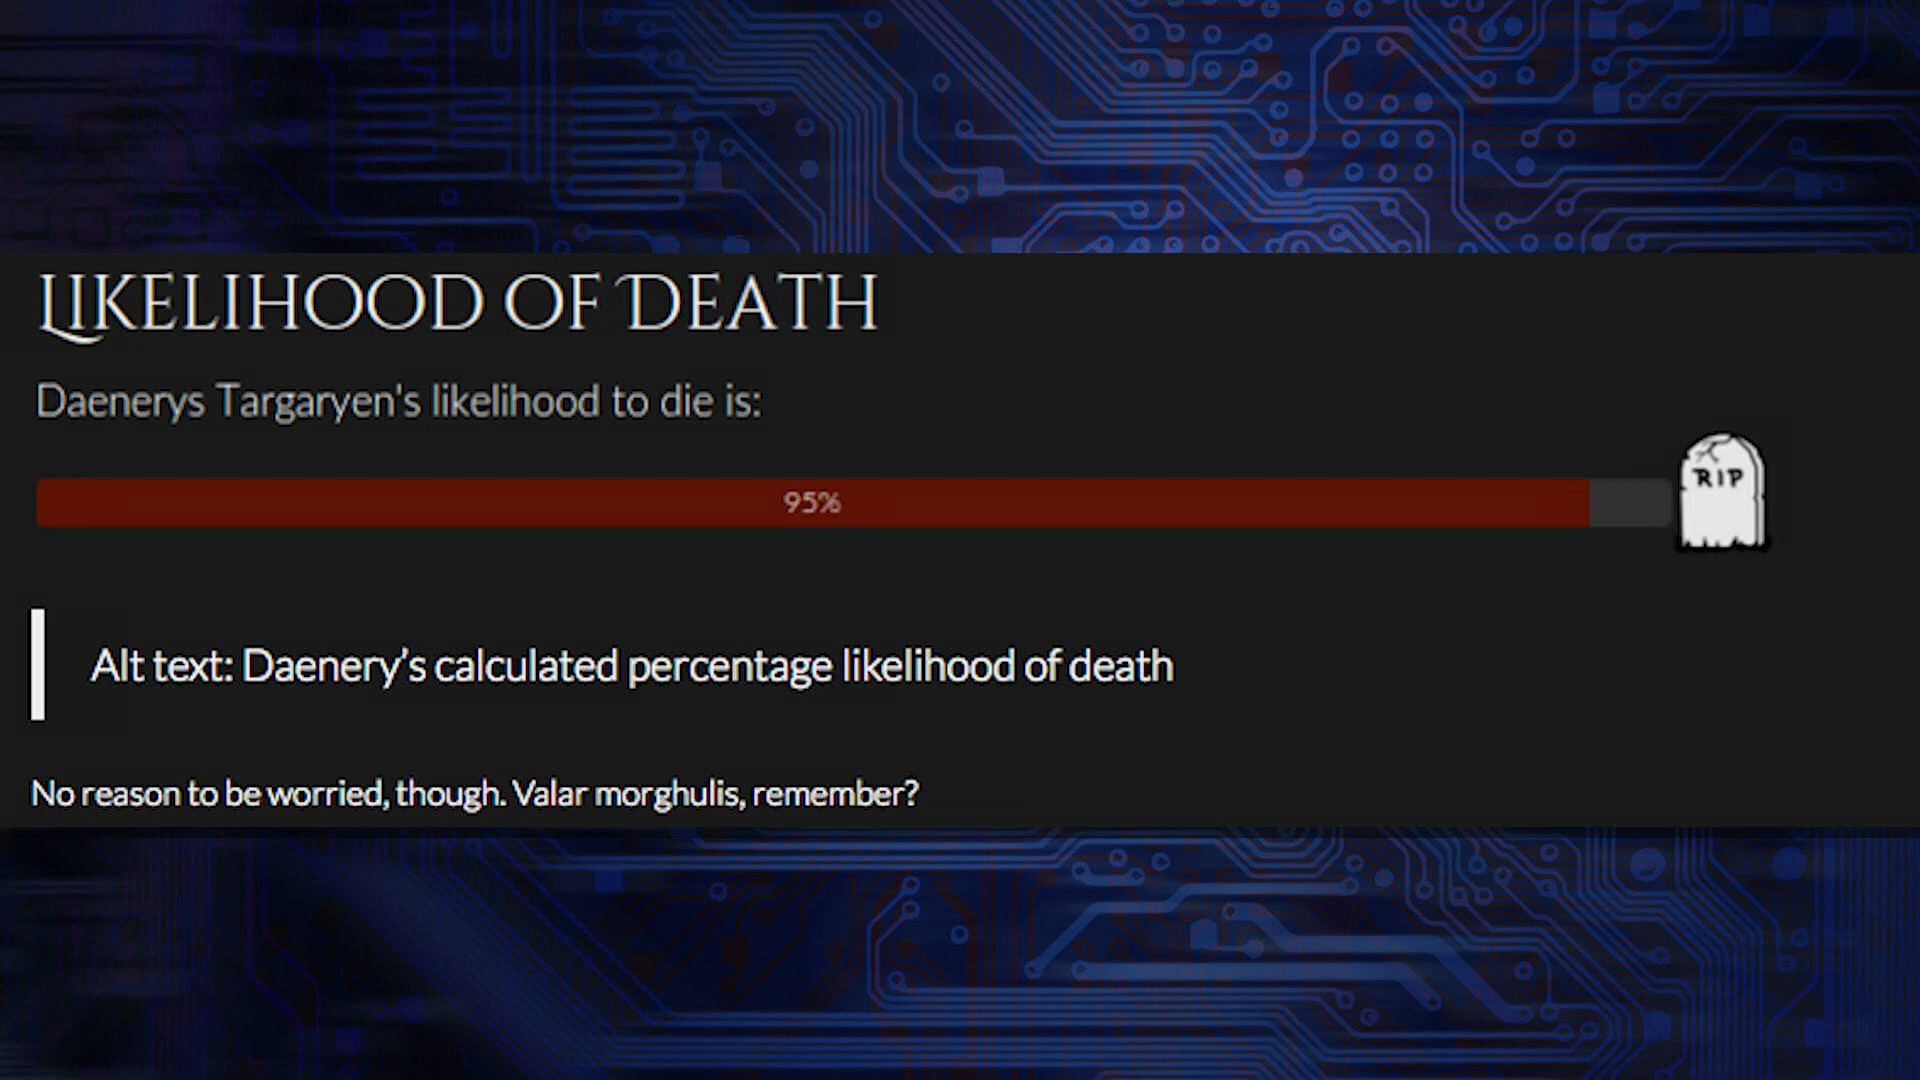 LIKELIHOOD OF DEATH
Daenerys Targaryen's likelihood to die is:
RIP
95%
Alt text: Daenery’s calculated percentage likelihood of death
No reason to be worried, though. Valar morghulis, remember?